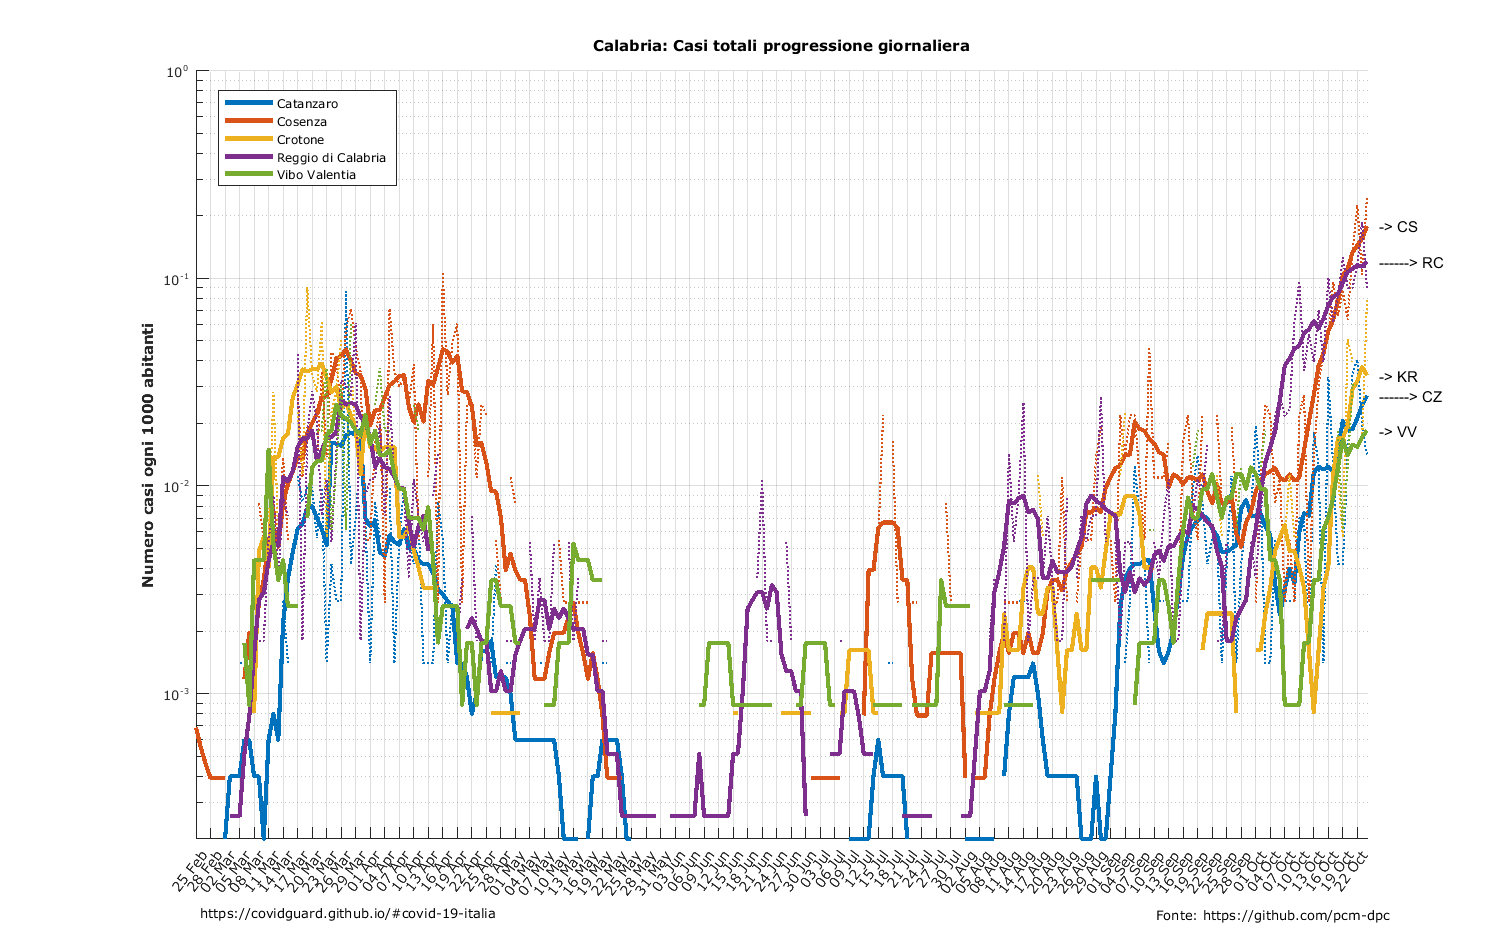 Calabria: Casi totali progressione giornaliera
10⁰
10⁻¹
10⁻²
10⁻³
Numero casi ogni 1000 abitanti
Catanzaro
Cosenza
Crotone
Reggio di Calabria
Vibo Valentia
-> CS
------> RC
-> KR
------> CZ
-> VV
25 Feb
28 Feb
02 Mar
05 Mar
08 Mar
11 Mar
14 Mar
17 Mar
20 Mar
23 Mar
26 Mar
29 Mar
01 Apr
04 Apr
07 Apr
10 Apr
13 Apr
16 Apr
19 Apr
22 Apr
25 Apr
28 Apr
01 May
04 May
07 May
10 May
13 May
16 May
19 May
22 May
25 May
28 May
31 May
03 Jun
06 Jun
09 Jun
12 Jun
15 Jun
18 Jun
21 Jun
24 Jun
27 Jun
30 Jun
03 Jul
06 Jul
09 Jul
12 Jul
15 Jul
18 Jul
21 Jul
24 Jul
27 Jul
30 Jul
02 Aug
05 Aug
08 Aug
11 Aug
14 Aug
17 Aug
20 Aug
23 Aug
26 Aug
29 Aug
01 Sep
04 Sep
07 Sep
10 Sep
13 Sep
16 Sep
19 Sep
22 Sep
25 Sep
28 Sep
01 Oct
04 Oct
07 Oct
10 Oct
13 Oct
16 Oct
19 Oct
22 Oct
https://covidguard.github.io/#covid-19-italia
Fonte: https://github.com/pcm-dpc